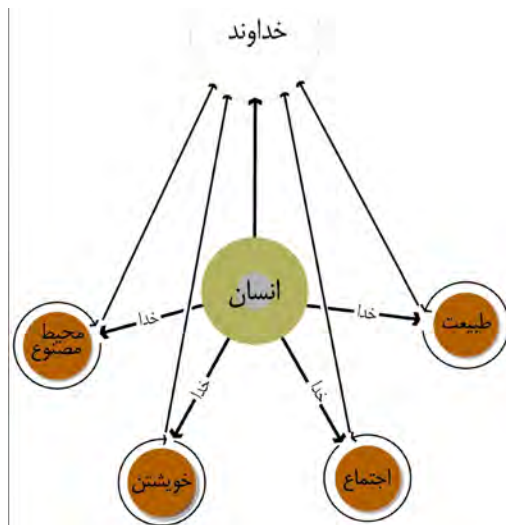 خداوند
انسان
طبیعت
خدا
خدا
محیط
مصنوع
خدا
خدا
اجتماع
خویشتن